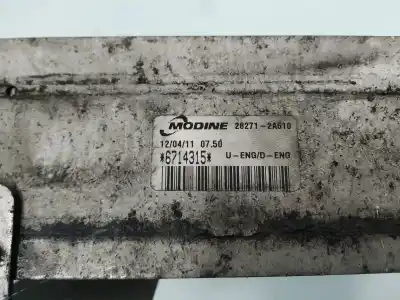 MODINE 28271-2A610
12/04/11 07.50
*6714315* U-ENG/D-ENG